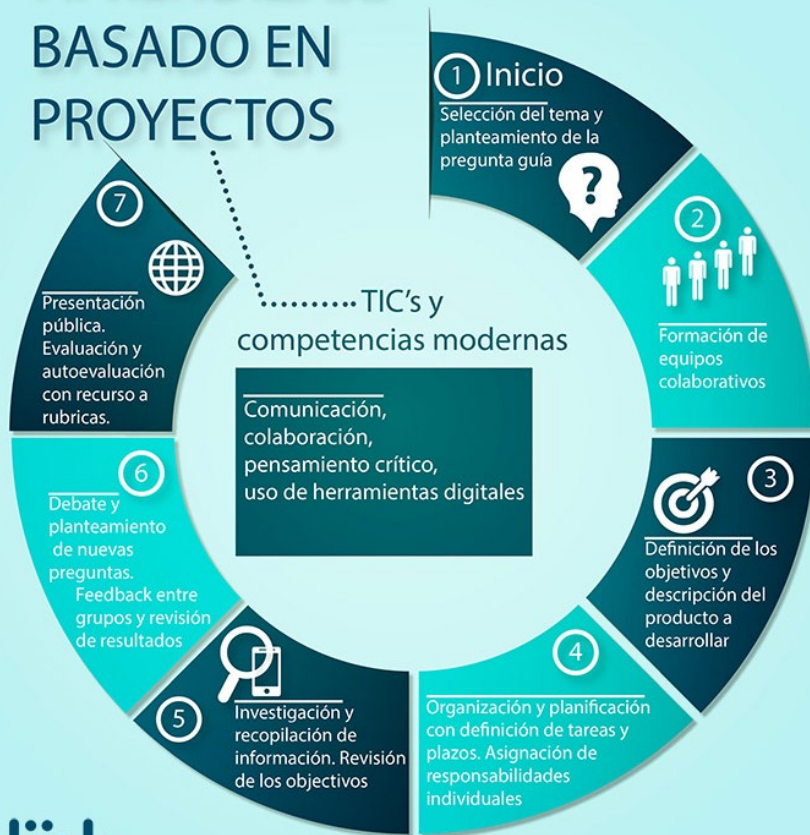 BASADO EN
PROYECTOS
1 Inicio
Selección del tema y
planteamiento de la
pregunta guía
?
2
Formación de
equipos
colaborativos
3
Definición de los
objetivos y
descripción del
producto a
desarrollar
4
Organización y planificación
con definición de tareas y
plazos. Asignación de
responsabilidades
individuales
5
Investigación y
recopilación de
información. Revisión
de los objetivos
6
Debate y
planteamiento
de nuevas
preguntas.
Feedback entre
grupos y revisión
de resultados
7
Presentación
pública.
Evaluación y
autoevaluación
con recurso a
rubricas.
TIC's y
competencias modernas
Comunicación,
colaboración,
pensamiento crítico,
uso de herramientas digitales